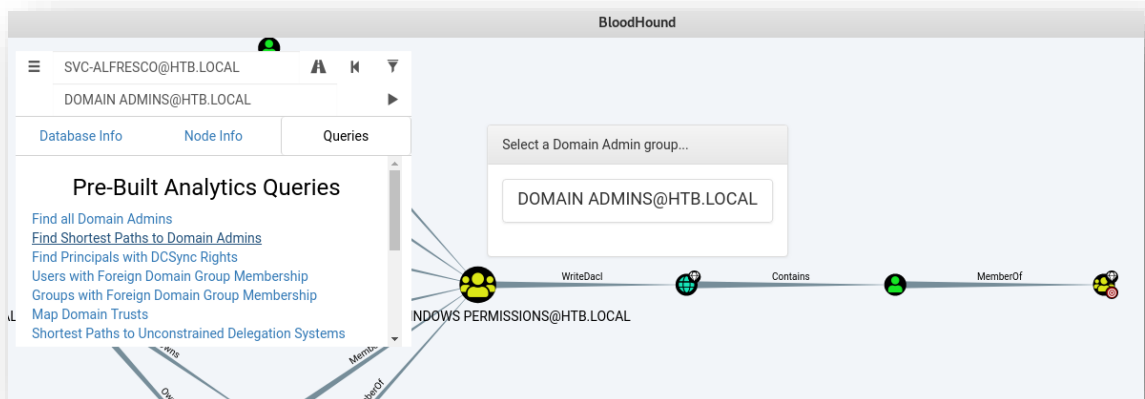 BloodHound
SVC-ALFRESCO@HTB.LOCAL
DOMAIN ADMINS@HTB.LOCAL
Database Info
Node Info
Queries
Pre-Built Analytics Queries
Find all Domain Admins
Find Shortest Paths to Domain Admins
Find Principals with DCSync Rights
Users with Foreign Domain Group Membership
Groups with Foreign Domain Group Membership
Map Domain Trusts
Shortest Paths to Unconstrained Delegation Systems
Select a Domain Admin group...
DOMAIN ADMINS@HTB.LOCAL
WriteDacl
Contains
MemberOf
NDOWS PERMISSIONS@HTB.LOCAL